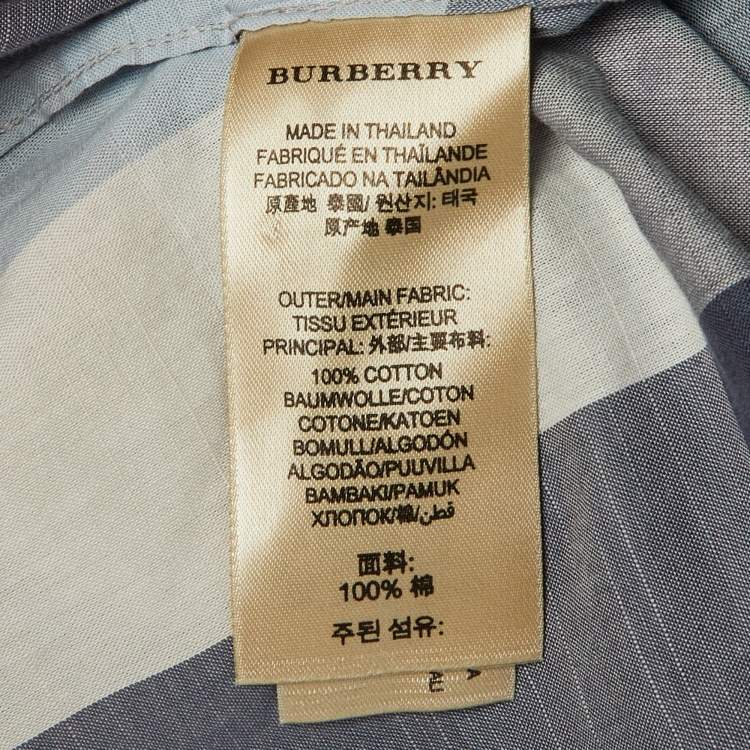 BURBERRY
MADE IN THAILAND
FABRIQUÉ EN THAÏLANDE
FABRICADO NA TAILÂNDIA
原產地 泰國/ 원산지: 태국
原产地 泰国
OUTER/MAIN FABRIC:
TISSU EXTÉRIEUR
PRINCIPAL: 外部/主要布料:
100% COTTON
BAUMWOLLE/COTON
COTONE/KATOEN
BOMULL/ALGODÓN
ALGODÃO/PUUVILLA
BAMBAKI/PAMUK
ХЛОПОК/棉/قطن
面料:
100% 棉
주된 섬유: